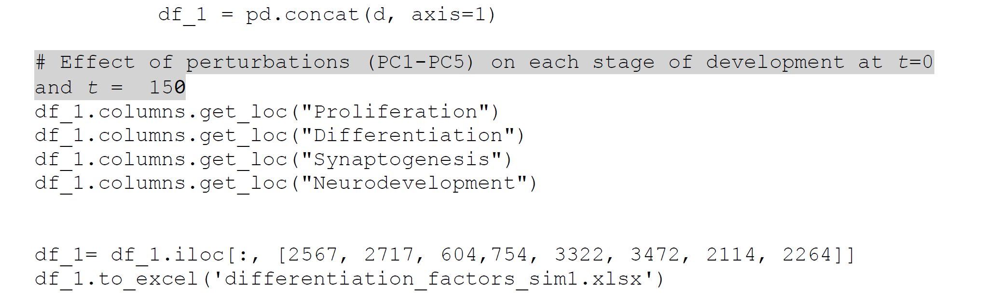 df_1 = pd.concat(d, axis=1)
# Effect of perturbations (PC1-PC5) on each stage of development at t=0
and t =  150
df_1.columns.get_loc("Proliferation")
df_1.columns.get_loc("Differentiation")
df_1.columns.get_loc("Synaptogenesis")
df_1.columns.get_loc("Neurodevelopment")
df_1= df_1.iloc[:, [2567, 2717, 604,754, 3322, 3472, 2114, 2264]]
df_1.to_excel('differentiation_factors_sim1.xlsx')